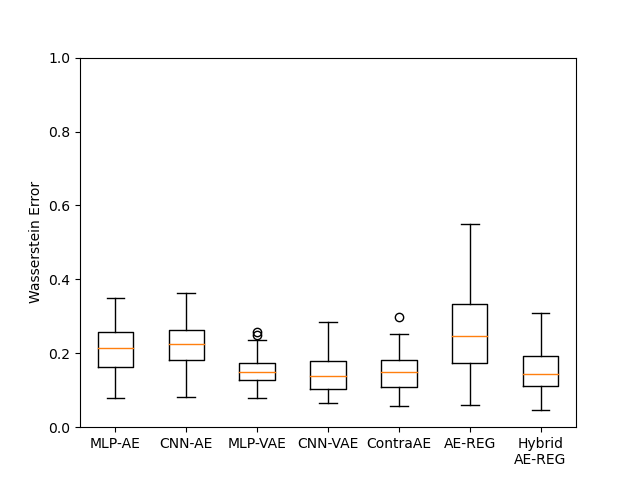 1.0
0.8
0.6
0.4
0.2
0.0
Wasserstein Error
MLP-AE CNN-AE MLP-VAE CNN-VAE ContraAE AE-REG Hybrid
AE-REG